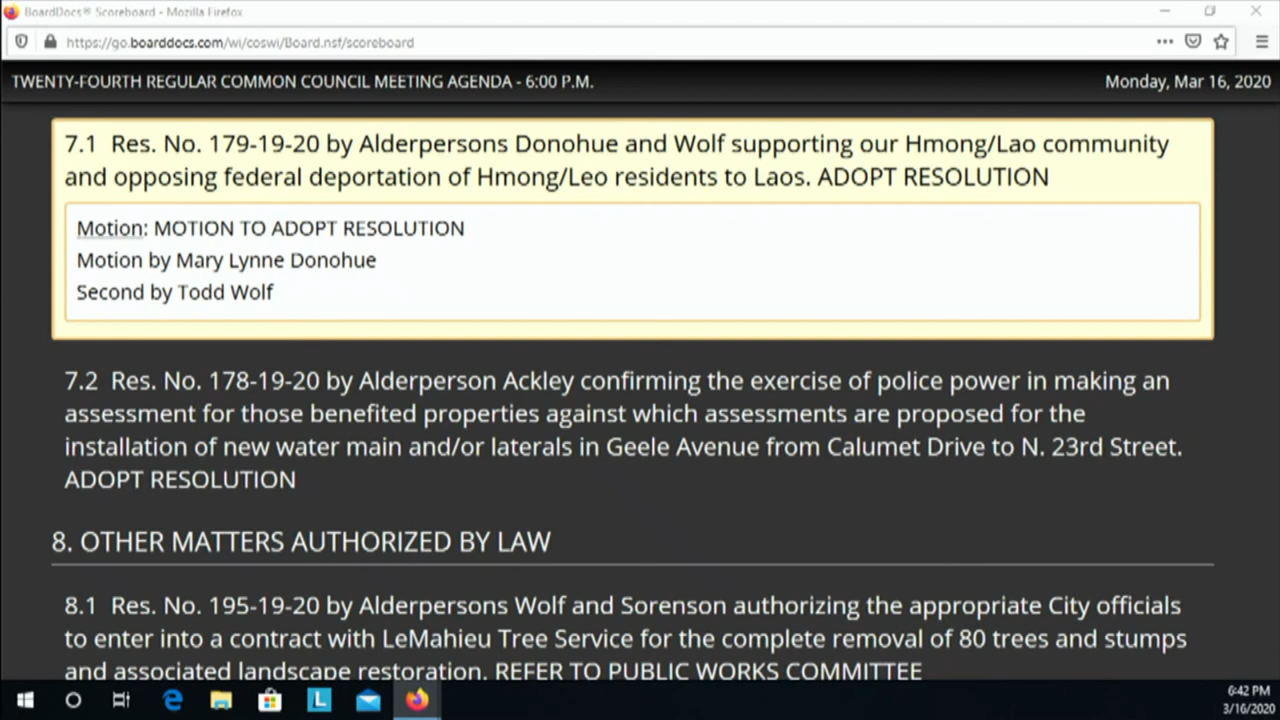 BoardDocs® Scoreboard - Mozilla Firefox
https://go.boarddocs.com/wi/coswi/Board.nsf/scoreboard
TWENTY-FOURTH REGULAR COMMON COUNCIL MEETING AGENDA - 6:00 P.M.
Monday, Mar 16, 2020
7.1 Res. No. 179-19-20 by Alderpersons Donohue and Wolf supporting our Hmong/Lao community
and opposing federal deportation of Hmong/Leo residents to Laos. ADOPT RESOLUTION
Motion: MOTION TO ADOPT RESOLUTION
Motion by Mary Lynne Donohue
Second by Todd Wolf
7.2 Res. No. 178-19-20 by Alderperson Ackley confirming the exercise of police power in making an
assessment for those benefited properties against which assessments are proposed for the
installation of new water main and/or laterals in Geele Avenue from Calumet Drive to N. 23rd Street.
ADOPT RESOLUTION
8. OTHER MATTERS AUTHORIZED BY LAW
8.1 Res. No. 195-19-20 by Alderpersons Wolf and Sorenson authorizing the appropriate City officials
to enter into a contract with LeMahieu Tree Service for the complete removal of 80 trees and stumps
and associated landscape restoration. REFER TO PUBLIC WORKS COMMITTEE
L
6:42 PM
3/16/2020